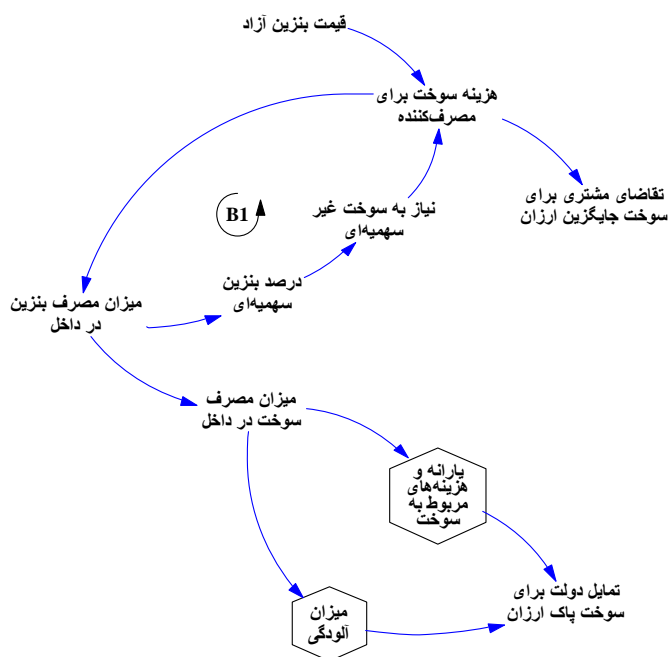 قیمت بنزین آزاد
هزینه سوخت برای
مصرف‌کننده
تقاضای مشتری برای
سوخت جایگزین ارزان
نیاز به سوخت غیر
سهمیه‌ای
B1
درصد بنزین
سهمیه‌ای
میزان مصرف بنزین
در داخل
میزان مصرف
سوخت در داخل
یارانه و
هزینه‌های
مربوط به
سوخت
تمایل دولت برای
سوخت پاک ارزان
میزان
آلودگی